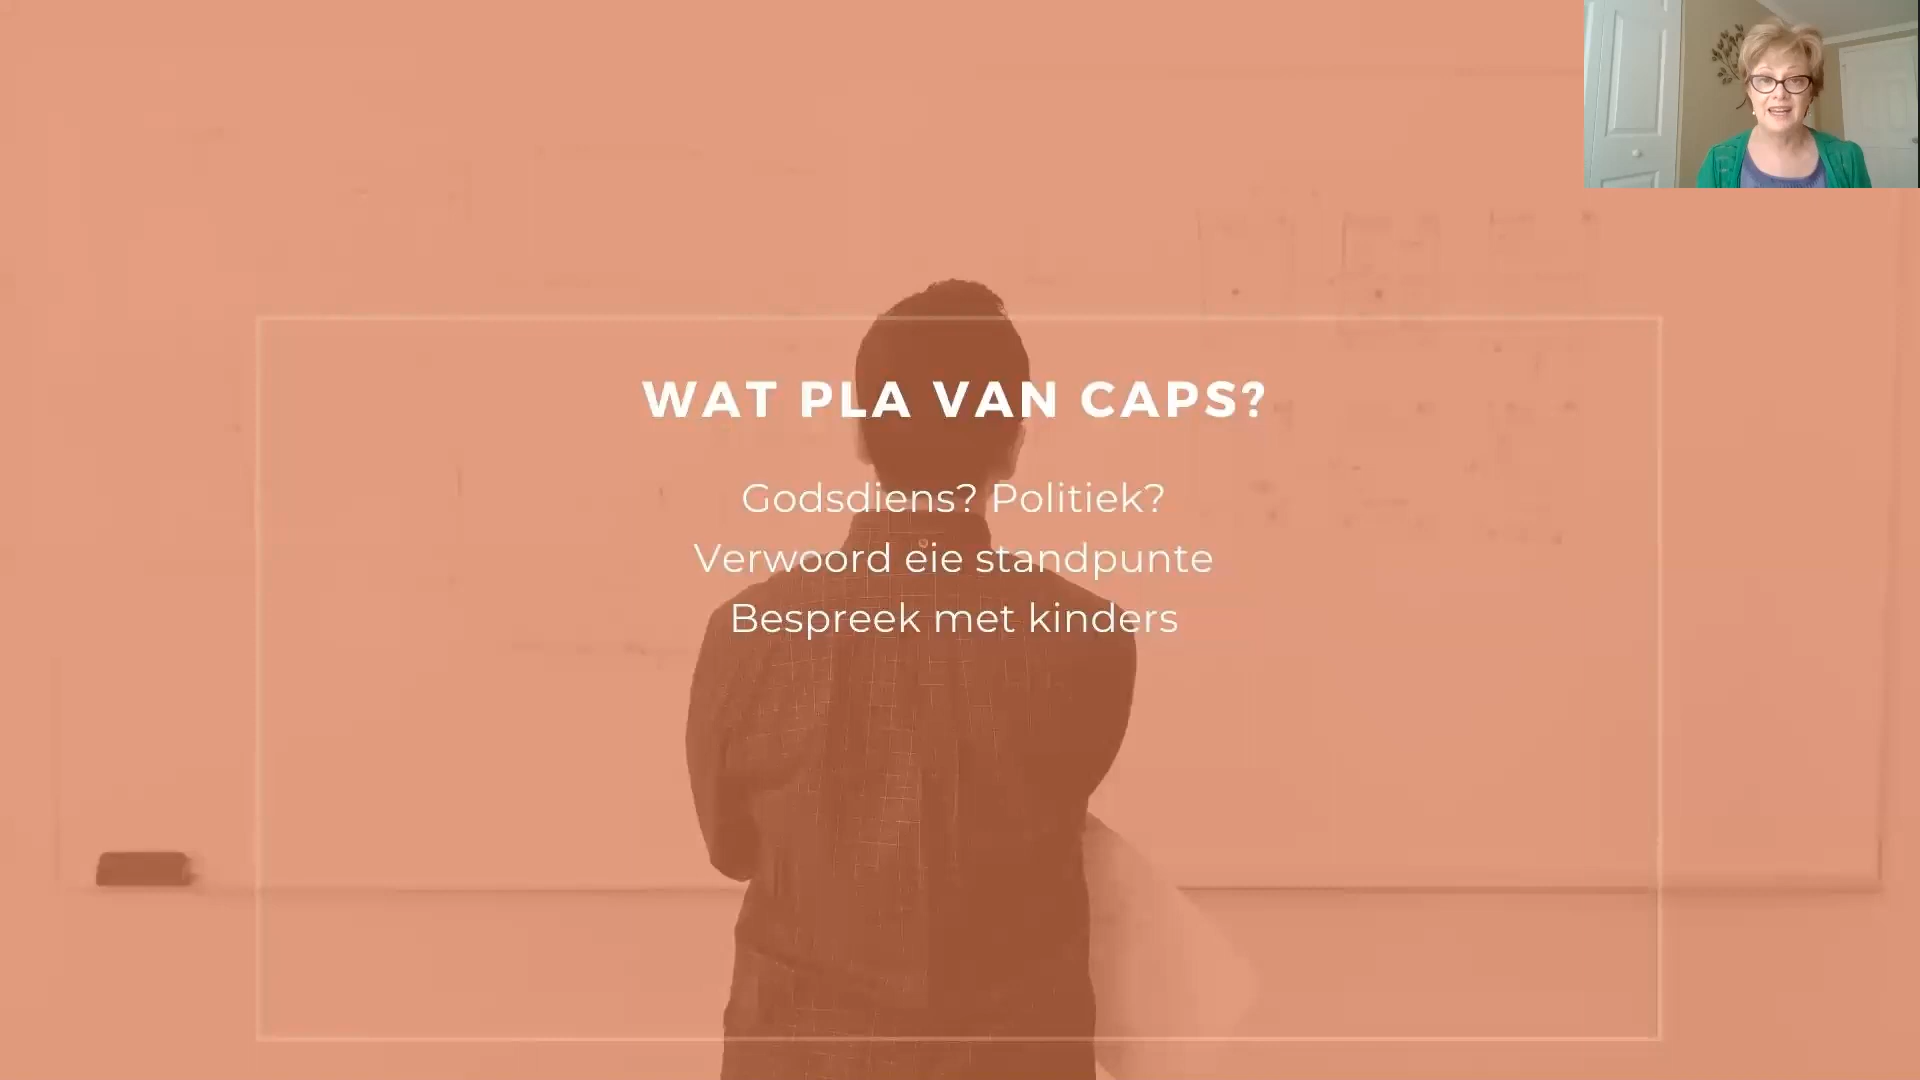 WAT PLA VAN CAPS?
Godsdiens? Politiek?
Verwoord eie standpunte
Bespreek met kinders